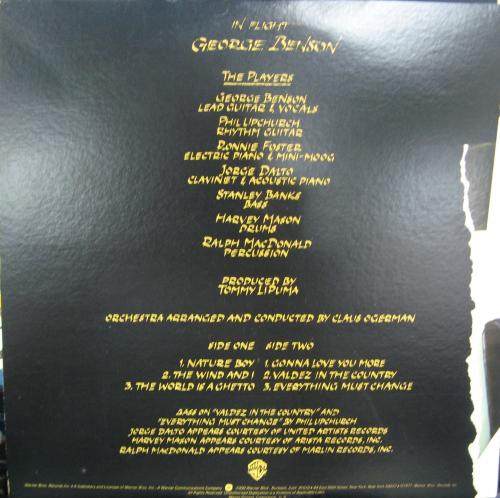 IN FLIGHT
GEORGE BENSON
THE PLAYERS
GEORGE BENSON
LEAD GUITAR & VOCALS
PHIL UPCHURCH
RHYTHM GUITAR
RONNIE FOSTER
ELECTRIC PIANO & MINI-MOOG
JORGE DALTO
CLAVINET & ACOUSTIC PIANO
STANLEY BANKS
BASS
HARVEY MASON
DRUMS
RALPH MACDONALD
PERCUSSION
PRODUCED BY
TOMMY LIPUMA
ORCHESTRA ARRANGED AND CONDUCTED BY CLAUS OGERMAN
SIDE ONE SIDE TWO
1. NATURE BOY 1. GONNA LOVE YOU MORE
2. THE WIND AND I 2. VALDEZ IN THE COUNTRY
3. THE WORLD IS A GHETTO 3. EVERYTHING MUST CHANGE
BASS ON "VALDEZ IN THE COUNTRY" AND
"EVERYTHING MUST CHANGE" BY PHIL UPCHURCH
JORGE DALTO APPEARS COURTESY OF UNITED ARTISTS RECORDS
HARVEY MASON APPEARS COURTESY OF ARISTA RECORDS, INC.
RALPH MACDONALD APPEARS COURTESY OF MARLIN RECORDS, INC.